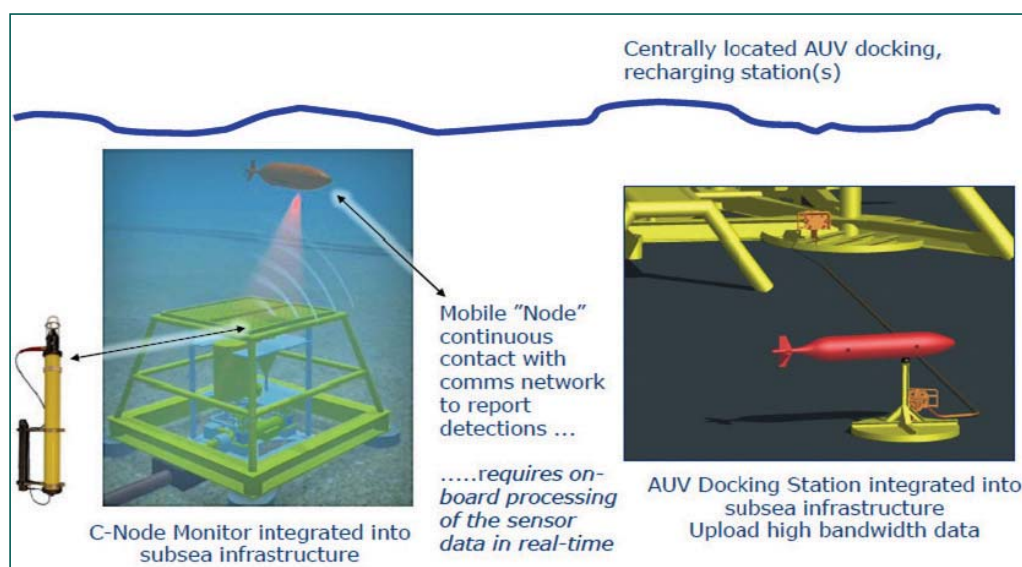 Centrally located AUV docking,
recharging station(s)
Mobile ”Node”
continuous
contact with
comms network
to report
detections ...
.....requires on-
board processing
of the sensor
data in real-time
C-Node Monitor integrated into
subsea infrastructure
AUV Docking Station integrated into
subsea infrastructure
Upload high bandwidth data